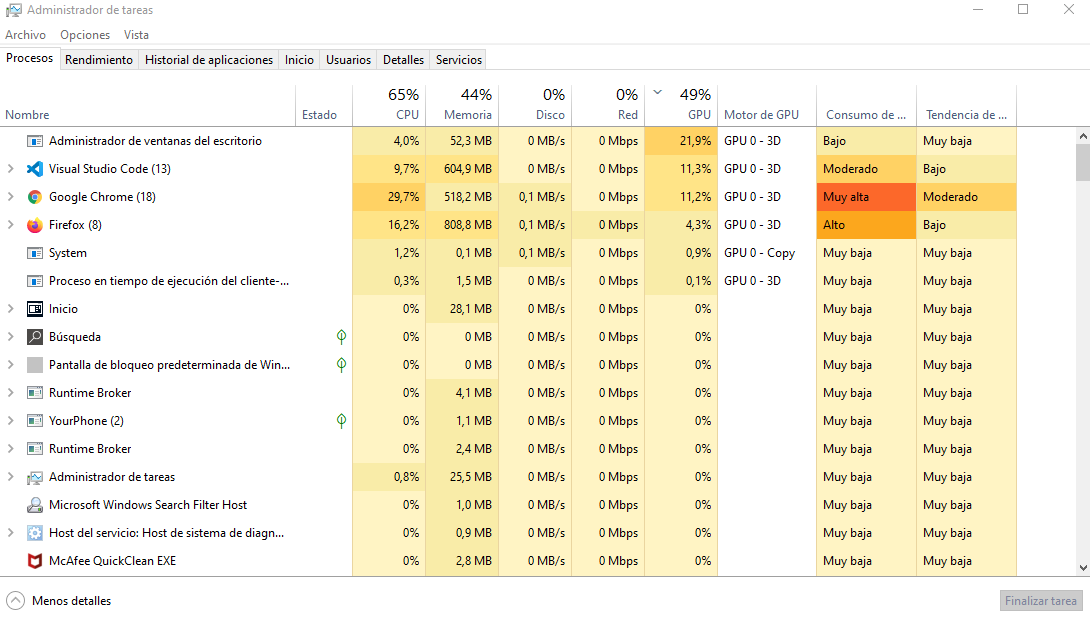 Administrador de tareas
Archivo Opciones Vista
Procesos Rendimiento Historial de aplicaciones Inicio Usuarios Detalles Servicios
65% 44% 0% 0% 49%
Nombre Estado CPU Memoria Disco Red GPU Motor de GPU Consumo de ... Tendencia de ...
Administrador de ventanas del escritorio 4,0% 52,3 MB 0 MB/s 0 Mbps 21,9% GPU 0 - 3D Bajo Muy baja
Visual Studio Code (13) 9,7% 604,9 MB 0 MB/s 0 Mbps 11,3% GPU 0 - 3D Moderado Bajo
Google Chrome (18) 29,7% 518,2 MB 0,1 MB/s 0 Mbps 11,2% GPU 0 - 3D Muy alta Moderado
Firefox (8) 16,2% 808,8 MB 0,1 MB/s 0 Mbps 4,3% GPU 0 - 3D Alto Bajo
System 1,2% 0,1 MB 0,1 MB/s 0 Mbps 0,9% GPU 0 - Copy Muy baja Muy baja
Proceso en tiempo de ejecución del cliente-... 0,3% 1,5 MB 0 MB/s 0 Mbps 0,1% GPU 0 - 3D Muy baja Muy baja
Inicio 0% 28,1 MB 0 MB/s 0 Mbps 0% Muy baja Muy baja
Búsqueda 0% 0 MB 0 MB/s 0 Mbps 0% Muy baja Muy baja
Pantalla de bloqueo predeterminada de Win... 0% 0 MB 0 MB/s 0 Mbps 0% Muy baja Muy baja
Runtime Broker 0% 4,1 MB 0 MB/s 0 Mbps 0% Muy baja Muy baja
YourPhone (2) 0% 1,1 MB 0 MB/s 0 Mbps 0% Muy baja Muy baja
Runtime Broker 0% 2,4 MB 0 MB/s 0 Mbps 0% Muy baja Muy baja
Administrador de tareas 0,8% 25,5 MB 0 MB/s 0 Mbps 0% Muy baja Muy baja
Microsoft Windows Search Filter Host 0% 1,0 MB 0 MB/s 0 Mbps 0% Muy baja Muy baja
Host del servicio: Host de sistema de diagn... 0% 0,9 MB 0 MB/s 0 Mbps 0% Muy baja Muy baja
McAfee QuickClean EXE 0% 2,8 MB 0 MB/s 0 Mbps 0% Muy baja Muy baja
Menos detalles Finalizar tarea